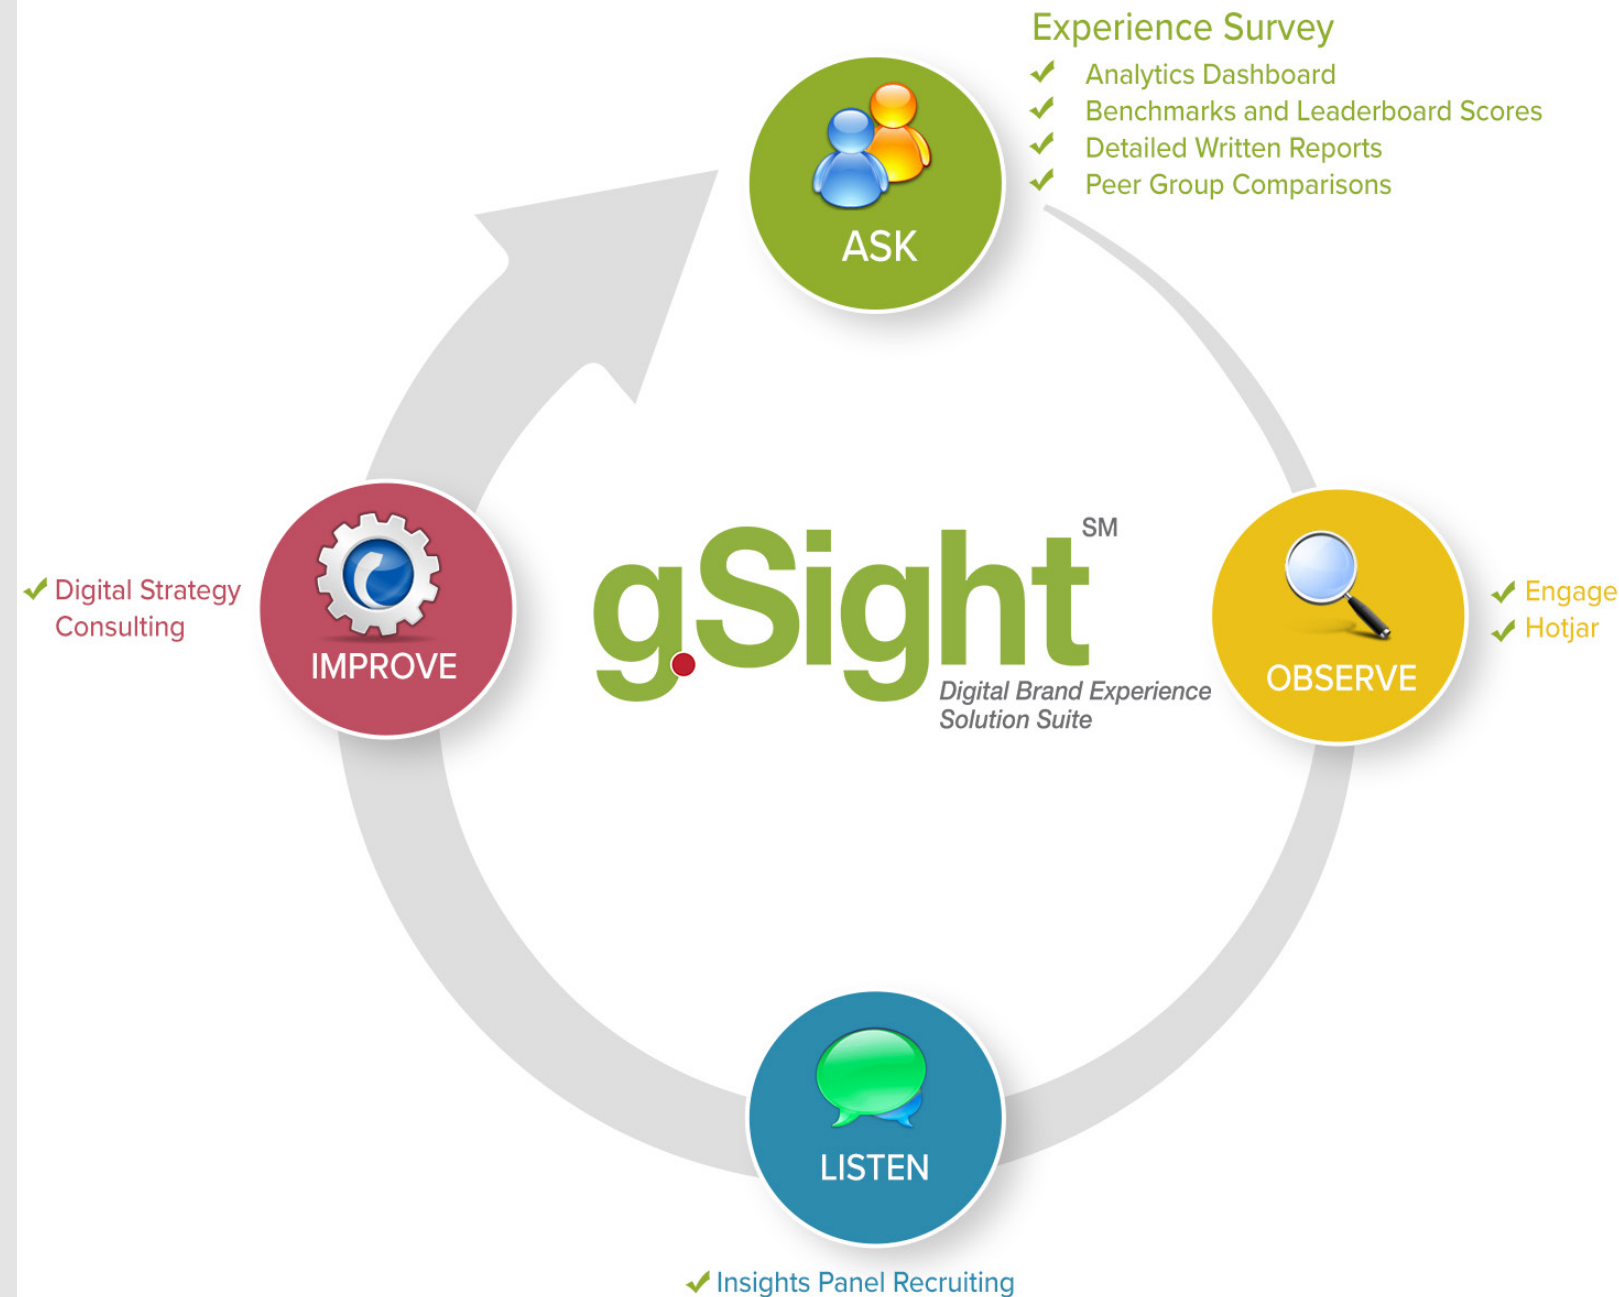 Experience Survey
Analytics Dashboard
Benchmarks and Leaderboard Scores
Detailed Written Reports
Peer Group Comparisons
ASK
gSight SM
Digital Brand Experience
Solution Suite
OBSERVE
Engage
Hotjar
LISTEN
Insights Panel Recruiting
IMPROVE
Digital Strategy
Consulting